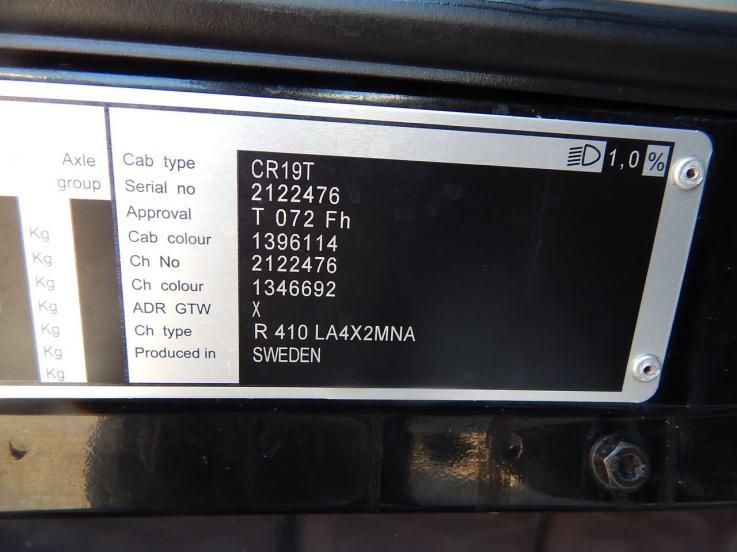 1,0 %
Axle
group
Kg
Kg
Kg
Kg
Kg
Kg
Kg
Cab type CR19T
Serial no 2122476
Approval T 072 Fh
Cab colour 1396114
Ch No 2122476
Ch colour 1346692
ADR GTW X
Ch type R 410 LA4X2MNA
Produced in SWEDEN